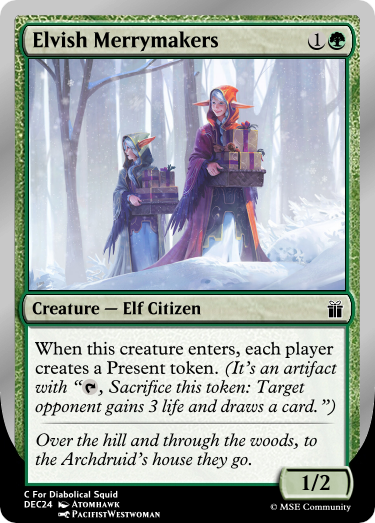 Elvish Merrymakers 1
Creature — Elf Citizen
When this creature enters, each player
creates a Present token. (It's an artifact
with “, Sacrifice this token: Target
opponent gains 3 life and draws a card.”)
Over the hill and through the woods, to
the Archdruid's house they go.
1/2
C For Diabolical Squid
DEC24 Atomhawk
PacifistWestwoman
© MSE Community